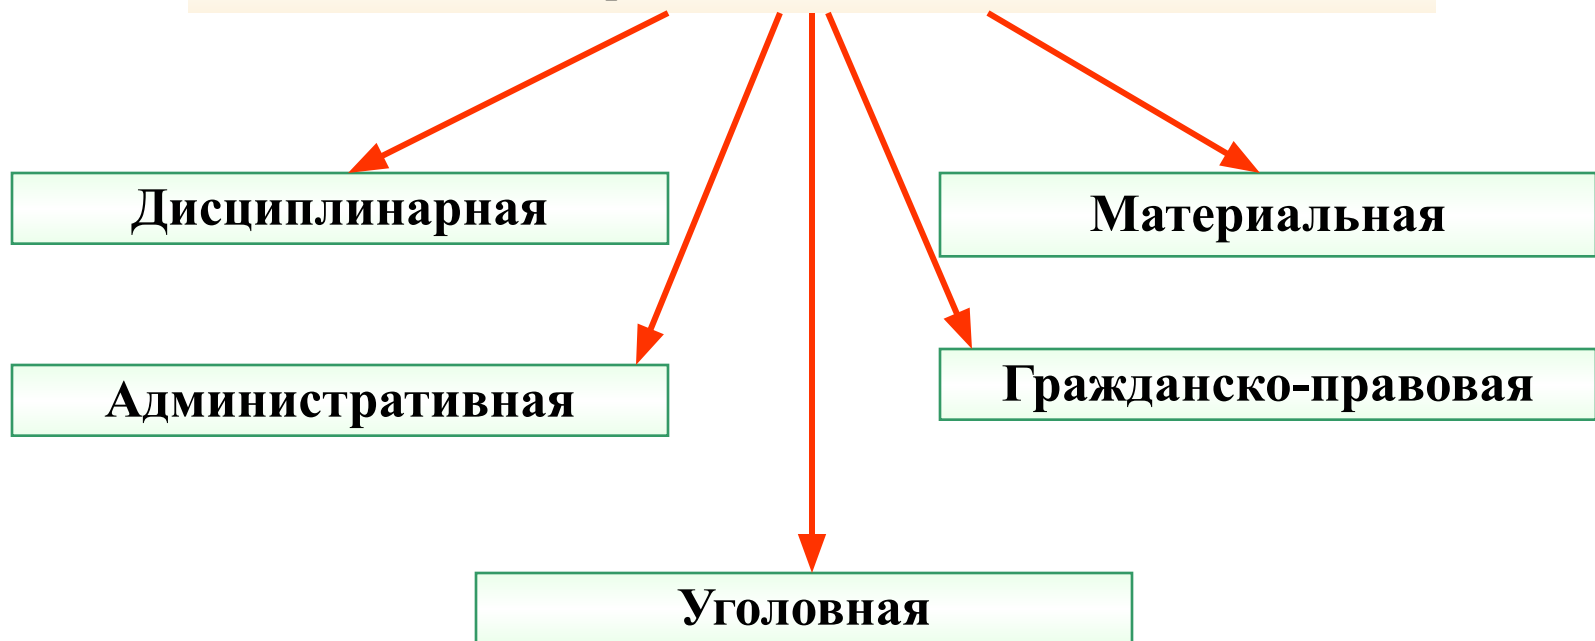 Дисциплинарная
Материальная
Административная
Гражданско-правовая
Уголовная